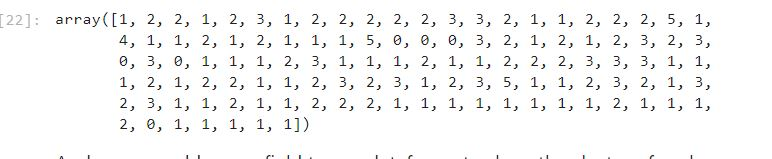 [22]: array([1, 2, 2, 1, 2, 3, 1, 2, 2, 2, 2, 2, 3, 3, 2, 1, 1, 2, 2, 2, 5, 1,
4, 1, 1, 2, 1, 2, 1, 1, 1, 5, 0, 0, 0, 3, 2, 1, 2, 1, 2, 3, 2, 3,
0, 3, 0, 1, 1, 1, 2, 3, 1, 1, 1, 2, 1, 1, 2, 2, 2, 3, 3, 3, 1, 1,
1, 2, 1, 2, 2, 1, 1, 2, 3, 2, 3, 1, 2, 3, 5, 1, 1, 2, 3, 2, 1, 3,
2, 3, 1, 1, 2, 1, 1, 2, 2, 2, 1, 1, 1, 1, 1, 1, 1, 1, 2, 1, 1, 1,
2, 0, 1, 1, 1, 1, 1])